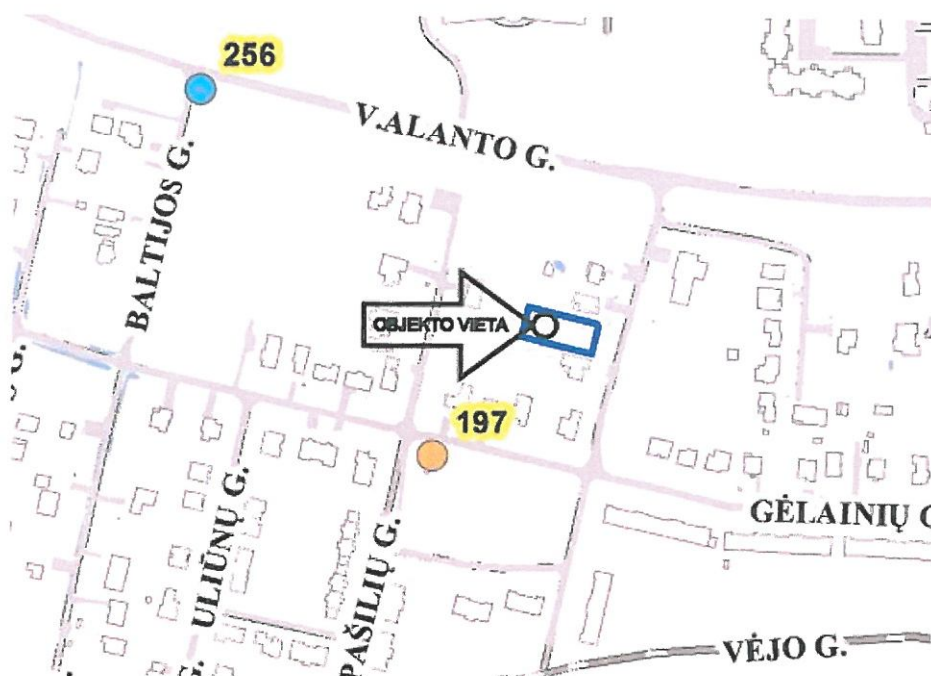 256
V.ALANTO G.
BALTIJOS G.
OBJEKTO VIETA
197
G.
ULIŪNŲ G.
PAŠILIŲ G.
GĖLAINIŲ G
VĖJO G.
G.